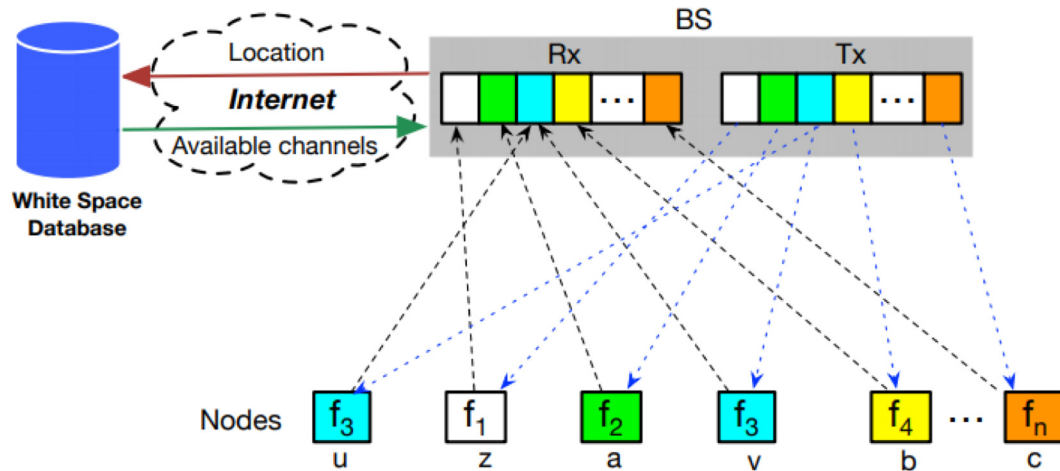 BS
Location
Rx
Tx
Internet
...
...
Available channels
White Space
Database
Nodes
f3
f1
f2
f3
f4
...
fn
u
z
a
v
b
c